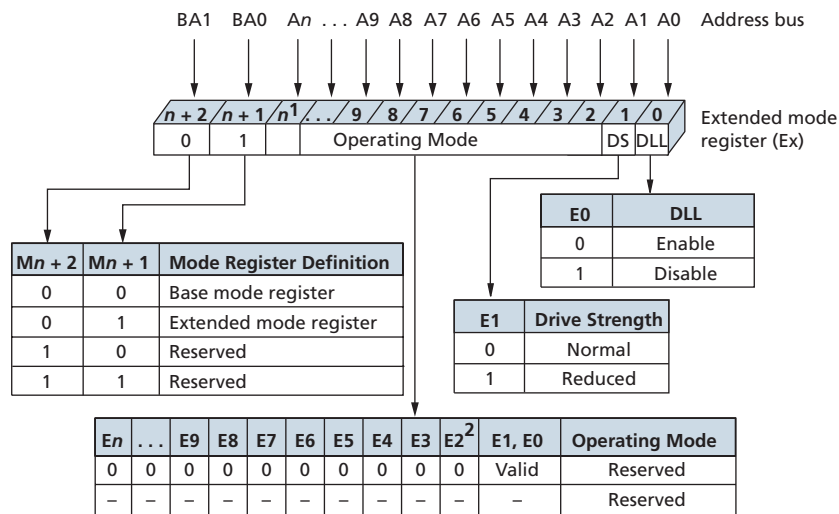 BA1 BA0 An . . . A9 A8 A7 A6 A5 A4 A3 A2 A1 A0 Address bus
n + 2 n + 1 n1 . . . 9 8 7 6 5 4 3 2 1 0
Extended mode
register (Ex)
0 1 Operating Mode DS DLL
E0 DLL
0 Enable
1 Disable
Mn + 2 Mn + 1 Mode Register Definition
0 0 Base mode register
0 1 Extended mode register
1 0 Reserved
1 1 Reserved
E1 Drive Strength
0 Normal
1 Reduced
En . . . E9 E8 E7 E6 E5 E4 E3 E2² E1, E0 Operating Mode
0 0 0 0 0 0 0 0 0 0 Valid Reserved
– – – – – – – – – – – Reserved